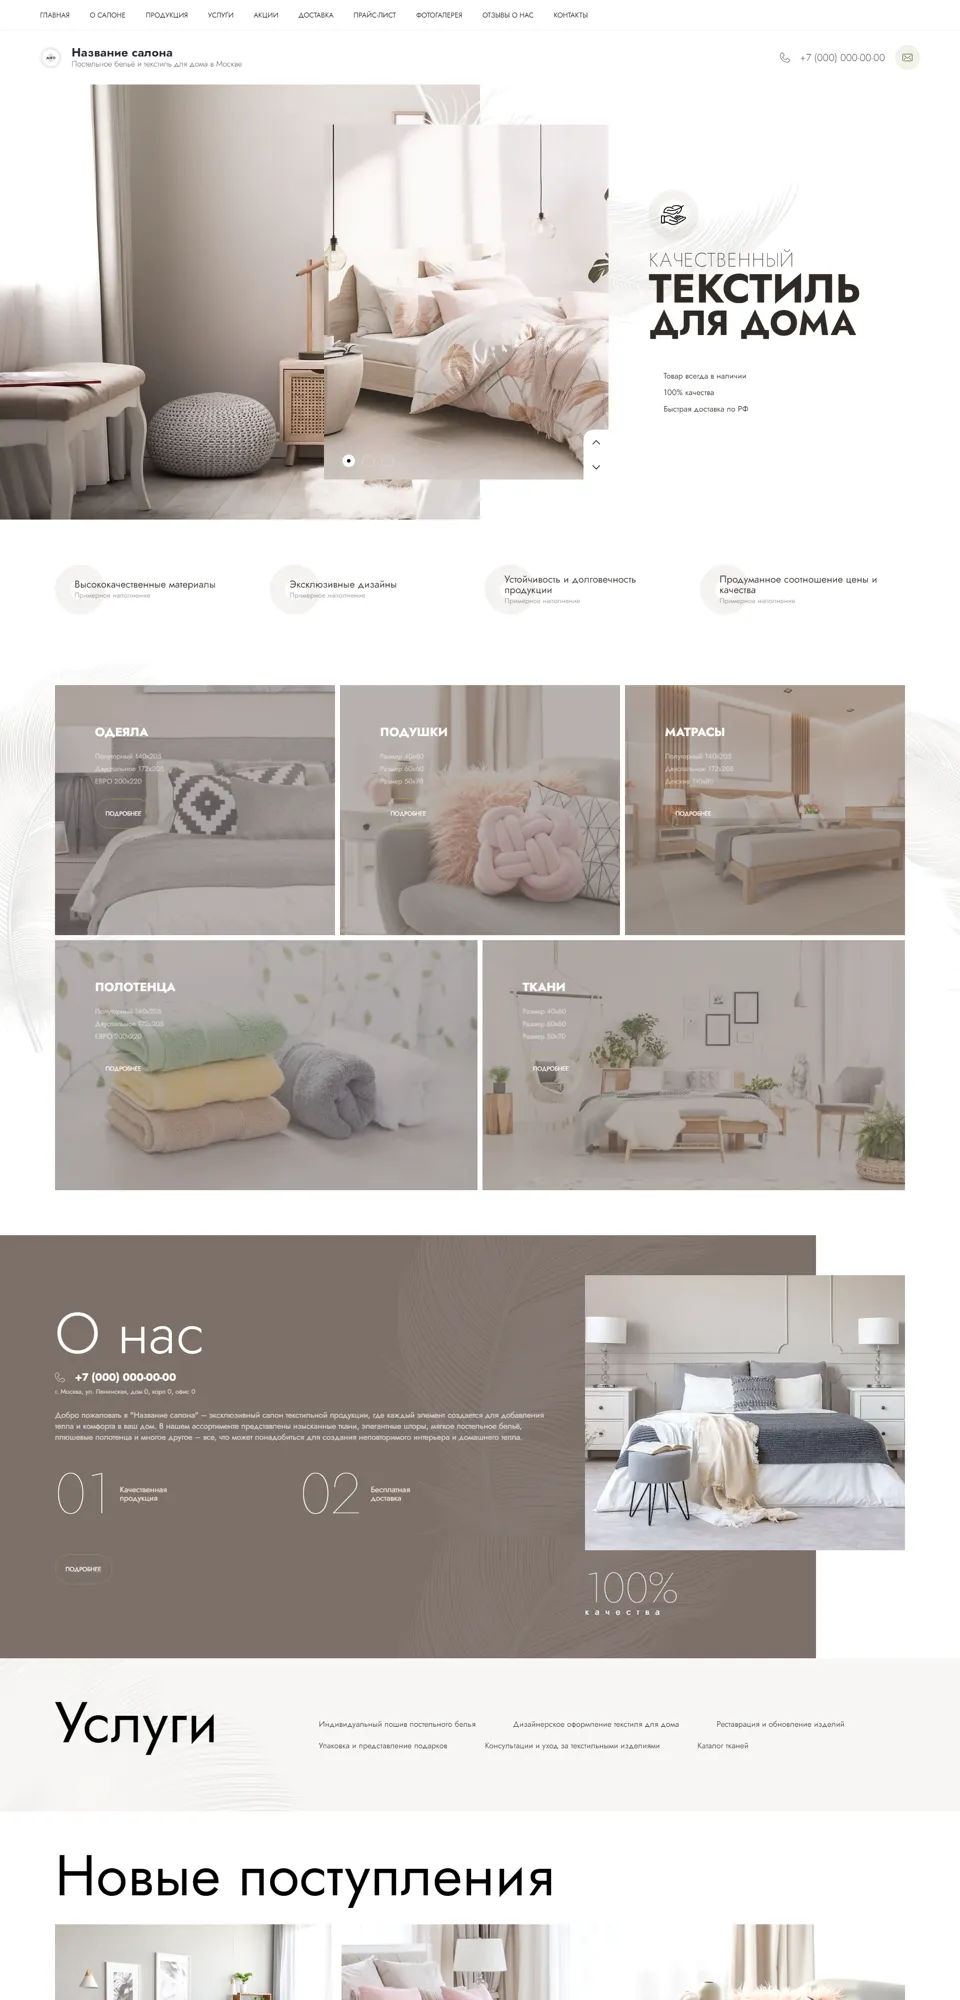 ГЛАВНАЯ
О САЛОНЕ
ПРОДУКЦИЯ
УСЛУГИ
АКЦИИ
ДОСТАВКА
ПРАЙС-ЛИСТ
ФОТОГАЛЕРЕЯ
ОТЗЫВЫ О НАС
КОНТАКТЫ
Название салона
Постельное бельё и текстиль для дома в Москве
+7 (000) 000-00-00
КАЧЕСТВЕННЫЙ
ТЕКСТИЛЬ
ДЛЯ ДОМА
Товар всегда в наличии
100% качества
Быстрая доставка по РФ
Высококачественные материалы
Примерное наполнение
Эксклюзивные дизайны
Примерное наполнение
Устойчивость и долговечность
продукции
Примерное наполнение
Продуманное соотношение цены и
качества
Примерное наполнение
ОДЕЯЛА
Полуторный 140х205
Двуспальное 172х205
ЕВРО 200х220
ПОДРОБНЕЕ
ПОДУШКИ
Размер 40х60
Размер 60х60
Размер 50х70
ПОДРОБНЕЕ
МАТРАСЫ
Полуторный 140х205
Двуспальное 172х205
ПОДРОБНЕЕ
ПОЛОТЕНЦА
Полуторный 140х205
Двуспальное 172х205
ЕВРО 200х220
ПОДРОБНЕЕ
ТКАНИ
Размер 40х60
Размер 60х60
Размер 50х70
ПОДРОБНЕЕ
О нас
+7 (000) 000-00-00
г. Москва, ул. Ленинская, дом 0, корп 0, офис 0
Добро пожаловать в "Название салона" – эксклюзивный салон текстильной продукции, где каждый элемент создается для добавления
тепла и комфорта в ваш дом. В нашем ассортименте представлены изысканные ткани, элегантные шторы, мягкое постельное бельё,
плюшевые полотенца и многое другое – все, что может понадобиться для создания неповторимого интерьера и домашнего тепла.
01
Качественная
продукция
02
Бесплатная
доставка
ПОДРОБНЕЕ
100%
качества
Услуги
Индивидуальный пошив постельного белья
Дизайнерское оформление текстиля для дома
Реставрация и обновление изделий
Упаковка и представление подарков
Консультации и уход за текстильными изделиями
Каталог тканей
Новые поступления